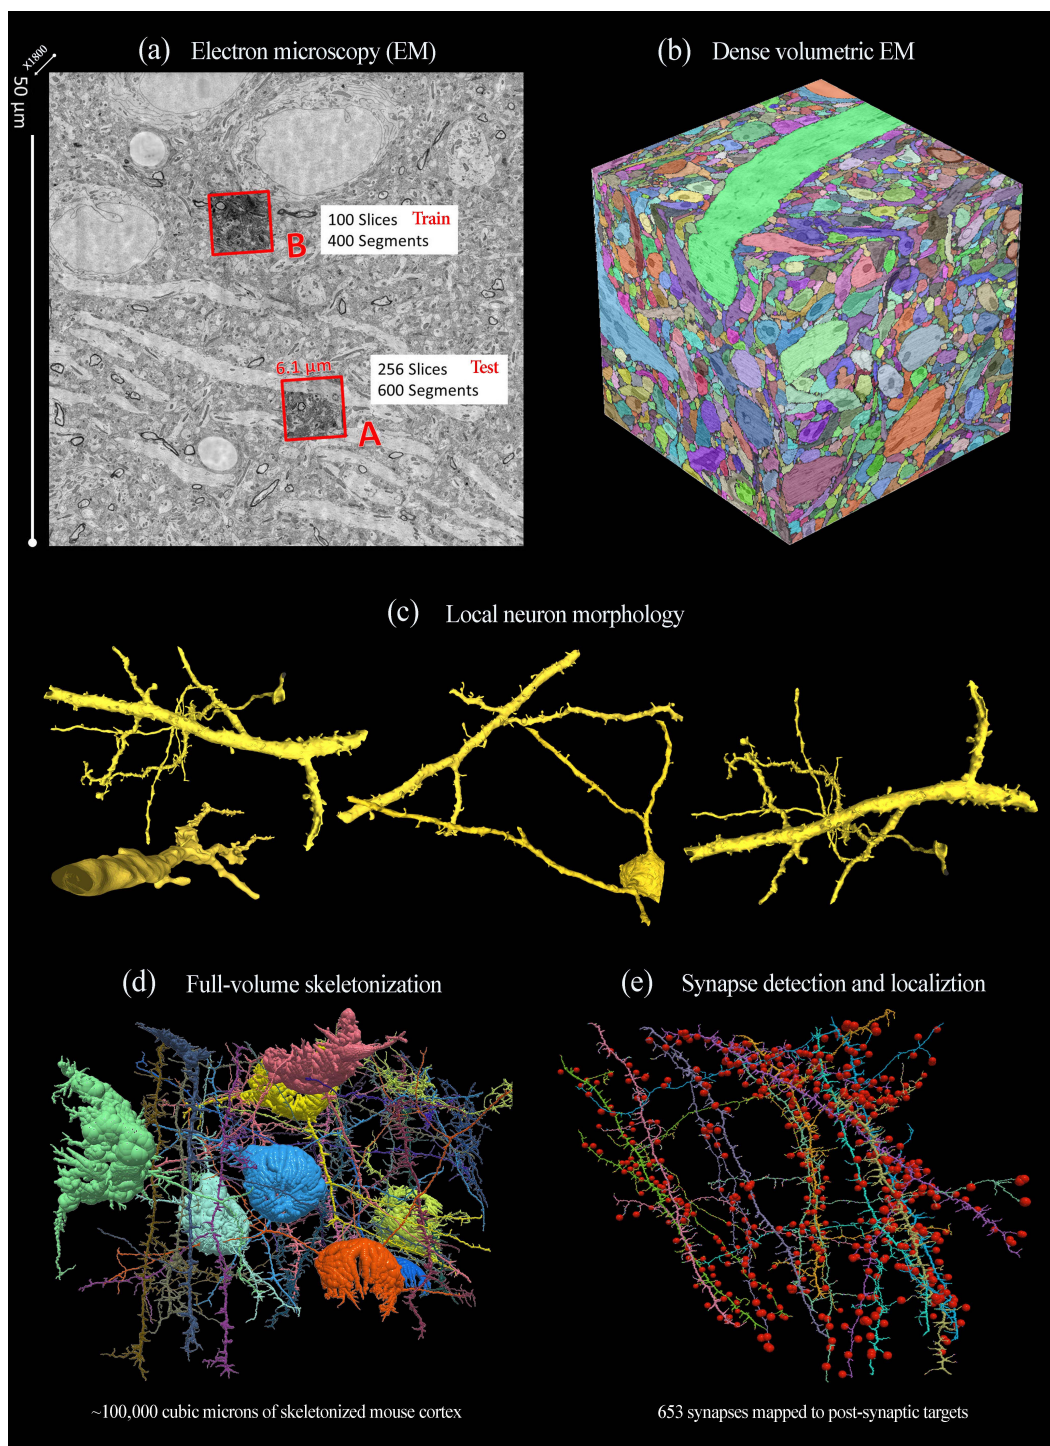 (a) Electron microscopy (EM)
(b) Dense volumetric EM
x1800
50 μm
B
100 Slices Train
400 Segments
6.1 μm
A
256 Slices Test
600 Segments
(c) Local neuron morphology
(d) Full-volume skeletonization
(e) Synapse detection and localiztion
~100,000 cubic microns of skeletonized mouse cortex
653 synapses mapped to post-synaptic targets